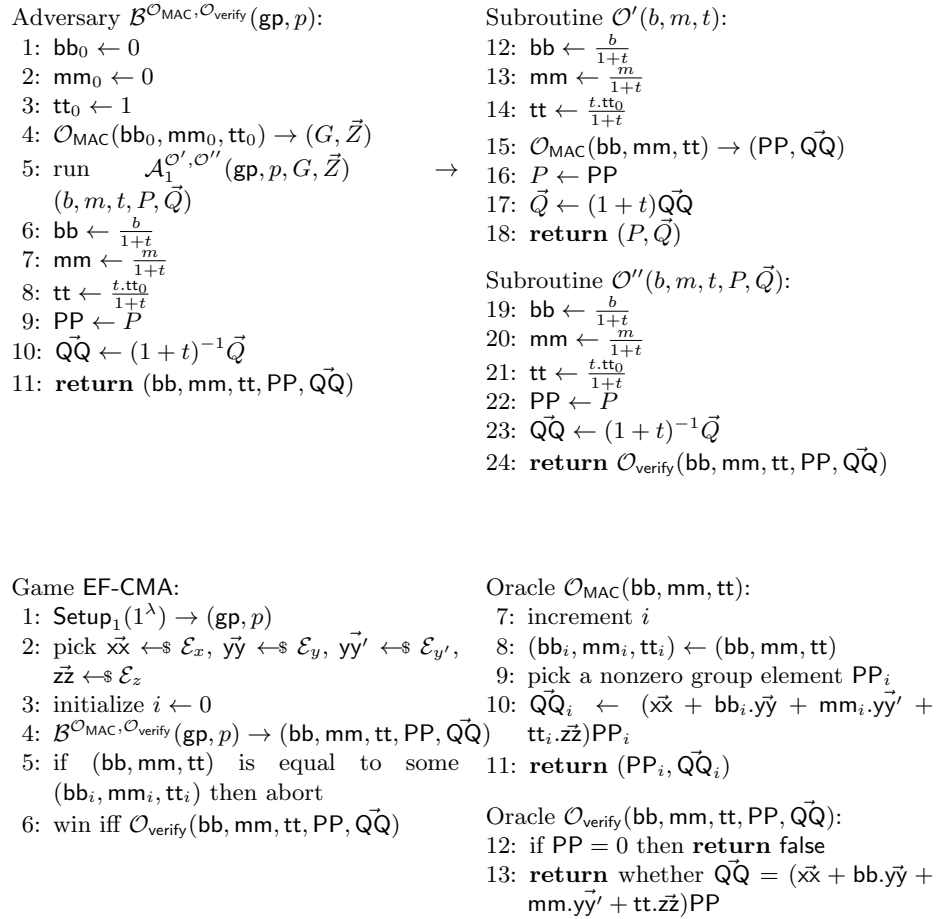 Adversary $\mathcal{B}^{\mathcal{O}_{\mathsf{MAC}},\mathcal{O}_{\mathsf{verify}}}(\mathsf{gp}, p)$:
1: $\mathsf{bb}_0 \leftarrow 0$
2: $\mathsf{mm}_0 \leftarrow 0$
3: $\mathsf{tt}_0 \leftarrow 1$
4: $\mathcal{O}_{\mathsf{MAC}}(\mathsf{bb}_0, \mathsf{mm}_0, \mathsf{tt}_0) \rightarrow (G, \vec{Z})$
5: run $\mathcal{A}_1^{\mathcal{O}',\mathcal{O}''}(\mathsf{gp}, p, G, \vec{Z})$ $\rightarrow$
$(b, m, t, P, \vec{Q})$
6: $\mathsf{bb} \leftarrow \frac{b}{1+t}$
7: $\mathsf{mm} \leftarrow \frac{m}{1+t}$
8: $\mathsf{tt} \leftarrow \frac{t.\mathsf{tt}_0}{1+t}$
9: $\mathsf{PP} \leftarrow P$
10: $\vec{\mathsf{QQ}} \leftarrow (1+t)^{-1}\vec{Q}$
11: return $(\mathsf{bb}, \mathsf{mm}, \mathsf{tt}, \mathsf{PP}, \vec{\mathsf{QQ}})$
Subroutine $\mathcal{O}'(b, m, t)$:
12: $\mathsf{bb} \leftarrow \frac{b}{1+t}$
13: $\mathsf{mm} \leftarrow \frac{m}{1+t}$
14: $\mathsf{tt} \leftarrow \frac{t.\mathsf{tt}_0}{1+t}$
15: $\mathcal{O}_{\mathsf{MAC}}(\mathsf{bb}, \mathsf{mm}, \mathsf{tt}) \rightarrow (\mathsf{PP}, \vec{\mathsf{QQ}})$
16: $P \leftarrow \mathsf{PP}$
17: $\vec{Q} \leftarrow (1+t)\vec{\mathsf{QQ}}$
18: return $(P, \vec{Q})$
Subroutine $\mathcal{O}''(b, m, t, P, \vec{Q})$:
19: $\mathsf{bb} \leftarrow \frac{b}{1+t}$
20: $\mathsf{mm} \leftarrow \frac{m}{1+t}$
21: $\mathsf{tt} \leftarrow \frac{t.\mathsf{tt}_0}{1+t}$
22: $\mathsf{PP} \leftarrow P$
23: $\vec{\mathsf{QQ}} \leftarrow (1+t)^{-1}\vec{Q}$
24: return $\mathcal{O}_{\mathsf{verify}}(\mathsf{bb}, \mathsf{mm}, \mathsf{tt}, \mathsf{PP}, \vec{\mathsf{QQ}})$
Game EF-CMA:
1: $\mathsf{Setup}_1(1^\lambda) \rightarrow (\mathsf{gp}, p)$
2: pick $\vec{\mathsf{xx}} \leftarrow\$ \mathcal{E}_x$, $\vec{\mathsf{yy}} \leftarrow\$ \mathcal{E}_y$, $\vec{\mathsf{yy}'} \leftarrow\$ \mathcal{E}_{y'}$,
$\vec{\mathsf{zz}} \leftarrow\$ \mathcal{E}_z$
3: initialize $i \leftarrow 0$
4: $\mathcal{B}^{\mathcal{O}_{\mathsf{MAC}},\mathcal{O}_{\mathsf{verify}}}(\mathsf{gp}, p) \rightarrow (\mathsf{bb}, \mathsf{mm}, \mathsf{tt}, \mathsf{PP}, \vec{\mathsf{QQ}})$
5: if $(\mathsf{bb}, \mathsf{mm}, \mathsf{tt})$ is equal to some
$(\mathsf{bb}_i, \mathsf{mm}_i, \mathsf{tt}_i)$ then abort
6: win iff $\mathcal{O}_{\mathsf{verify}}(\mathsf{bb}, \mathsf{mm}, \mathsf{tt}, \mathsf{PP}, \vec{\mathsf{QQ}})$
Oracle $\mathcal{O}_{\mathsf{MAC}}(\mathsf{bb}, \mathsf{mm}, \mathsf{tt})$:
7: increment $i$
8: $(\mathsf{bb}_i, \mathsf{mm}_i, \mathsf{tt}_i) \leftarrow (\mathsf{bb}, \mathsf{mm}, \mathsf{tt})$
9: pick a nonzero group element $\mathsf{PP}_i$
10: $\vec{\mathsf{QQ}}_i \leftarrow (\vec{\mathsf{xx}} + \mathsf{bb}_i.\vec{\mathsf{yy}} + \mathsf{mm}_i.\vec{\mathsf{yy}'} +$
$\mathsf{tt}_i.\vec{\mathsf{zz}})\mathsf{PP}_i$
11: return $(\mathsf{PP}_i, \vec{\mathsf{QQ}}_i)$
Oracle $\mathcal{O}_{\mathsf{verify}}(\mathsf{bb}, \mathsf{mm}, \mathsf{tt}, \mathsf{PP}, \vec{\mathsf{QQ}})$:
12: if $\mathsf{PP} = 0$ then return false
13: return whether $\vec{\mathsf{QQ}} = (\vec{\mathsf{xx}} + \mathsf{bb}.\vec{\mathsf{yy}} +$
$\mathsf{mm}.\vec{\mathsf{yy}'} + \mathsf{tt}.\vec{\mathsf{zz}})\mathsf{PP}$